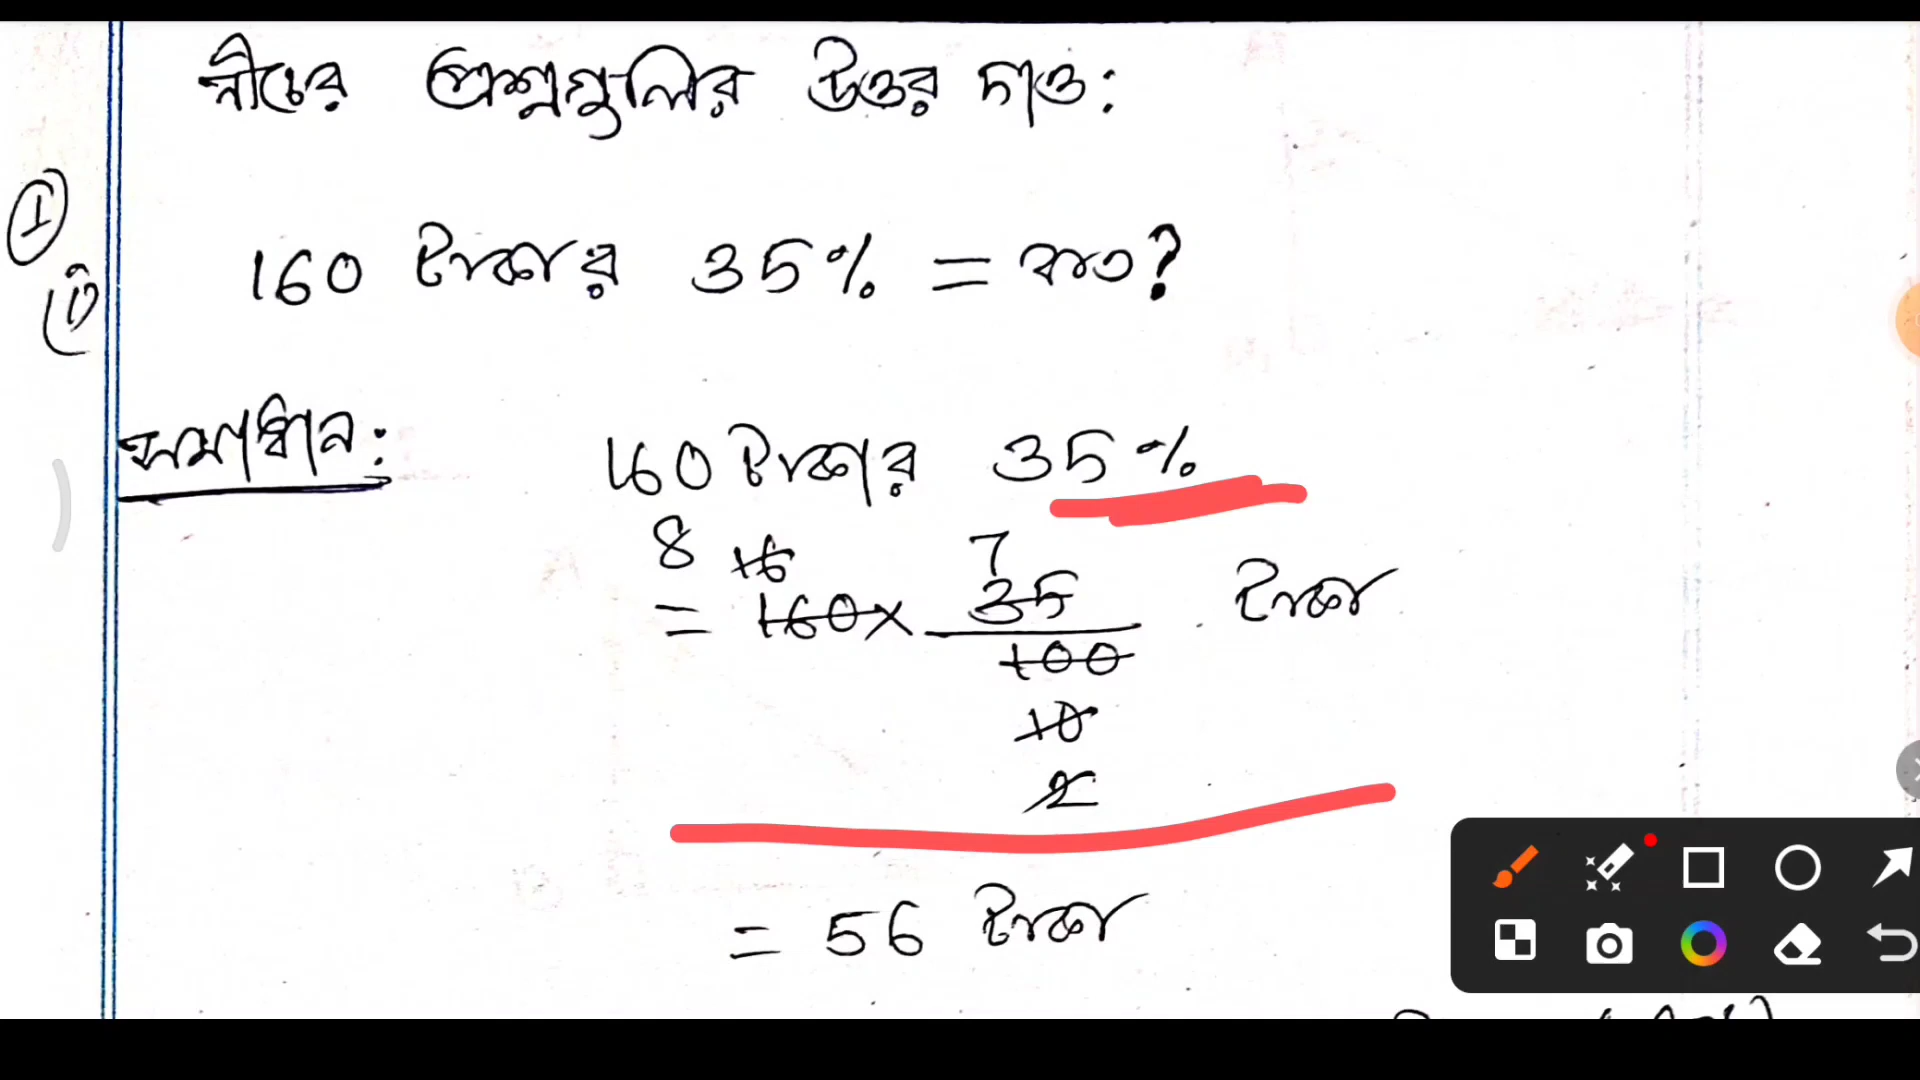 নীচের প্রশ্নগুলির উত্তর দাও:
①
160 টাকার 35% = কত?
(i)
সমাধান:
160 টাকার 35%
8 16 7
= 160 × 35 টাকা
100
10
2
= 56 টাকা